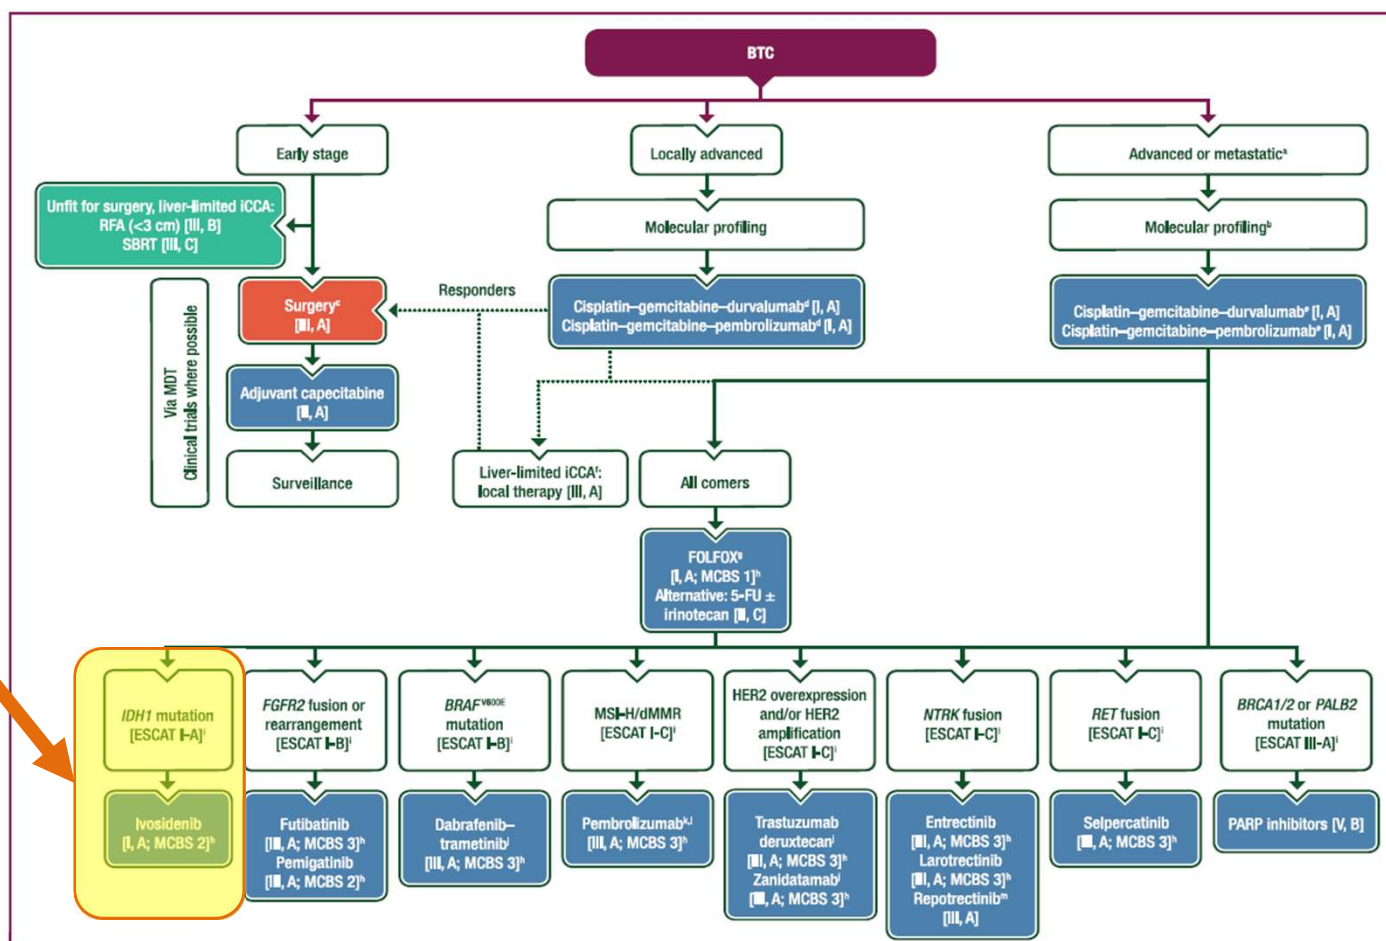 BTC
Early stage
Locally advanced
Advanced or metastaticᵃ
Unfit for surgery, liver-limited iCCA:
RFA (<3 cm) [III, B]
SBRT [III, C]
Molecular profiling
Molecular profilingᵇ
Via MDT
Clinical trials where possible
Surgeryᶜ
[III, A]
Responders
Cisplatin–gemcitabine–durvalumabᵈ [I, A]
Cisplatin–gemcitabine–pembrolizumabᵈ [I, A]
Cisplatin–gemcitabine–durvalumabᵉ [I, A]
Cisplatin–gemcitabine–pembrolizumabᵉ [I, A]
Adjuvant capecitabine
[II, A]
Surveillance
Liver-limited iCCAᶠ:
local therapy [III, A]
All comers
FOLFOXᵍ
[I, A; MCBS 1]ʰ
Alternative: 5-FU ±
irinotecan [II, C]
IDH1 mutation
[ESCAT I-A]ⁱ
FGFR2 fusion or
rearrangement
[ESCAT I-B]ⁱ
BRAF V600E
mutation
[ESCAT I-B]ⁱ
MSI-H/dMMR
[ESCAT I-C]ⁱ
HER2 overexpression
and/or HER2
amplification
[ESCAT I-C]ⁱ
NTRK fusion
[ESCAT I-C]ⁱ
RET fusion
[ESCAT I-C]ⁱ
BRCA1/2 or PALB2
mutation
[ESCAT III-A]ⁱ
Ivosidenib
[I, A; MCBS 2]ʰ
Futibatinib
[III, A; MCBS 3]ʰ
Pemigatinib
[III, A; MCBS 2]ʰ
Dabrafenib–
trametinibʲ
[III, A; MCBS 3]ʰ
Pembrolizumabᵏ,ˡ
[III, A; MCBS 3]ʰ
Trastuzumab
deruxtecanʲ
[III, A; MCBS 3]ʰ
Zanidatamabʲ
[III, A; MCBS 3]ʰ
Entrectinib
[III, A; MCBS 3]ʰ
Larotrectinib
[III, A; MCBS 3]ʰ
Repotrectinibᵐ
[III, A]
Selpercatinib
[III, A; MCBS 3]ʰ
PARP inhibitors [V, B]